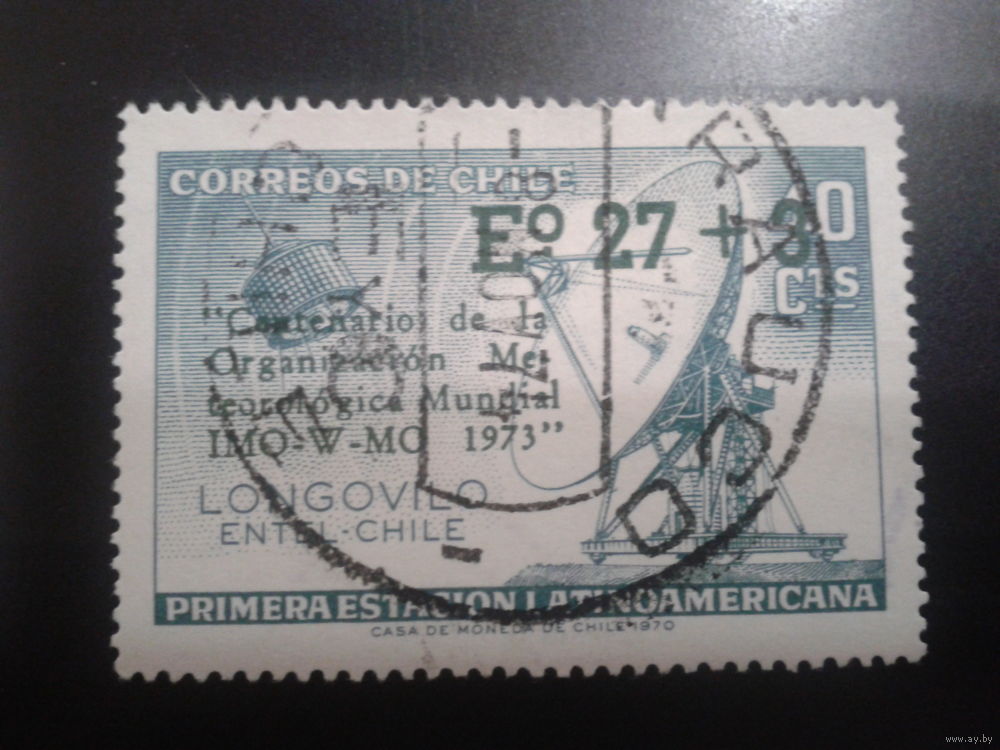 CORREOS DE CHILE
Eº 27 + 3
0
CTS
"Centenario de la
Organización Me-
teorológica Mundial
IMO-W-MO 1973"
LONGOVILO
ENTEL-CHILE
PRIMERA ESTACION LATINOAMERICANA
CASA DE MONEDA DE CHILE 1970
www.ay.by